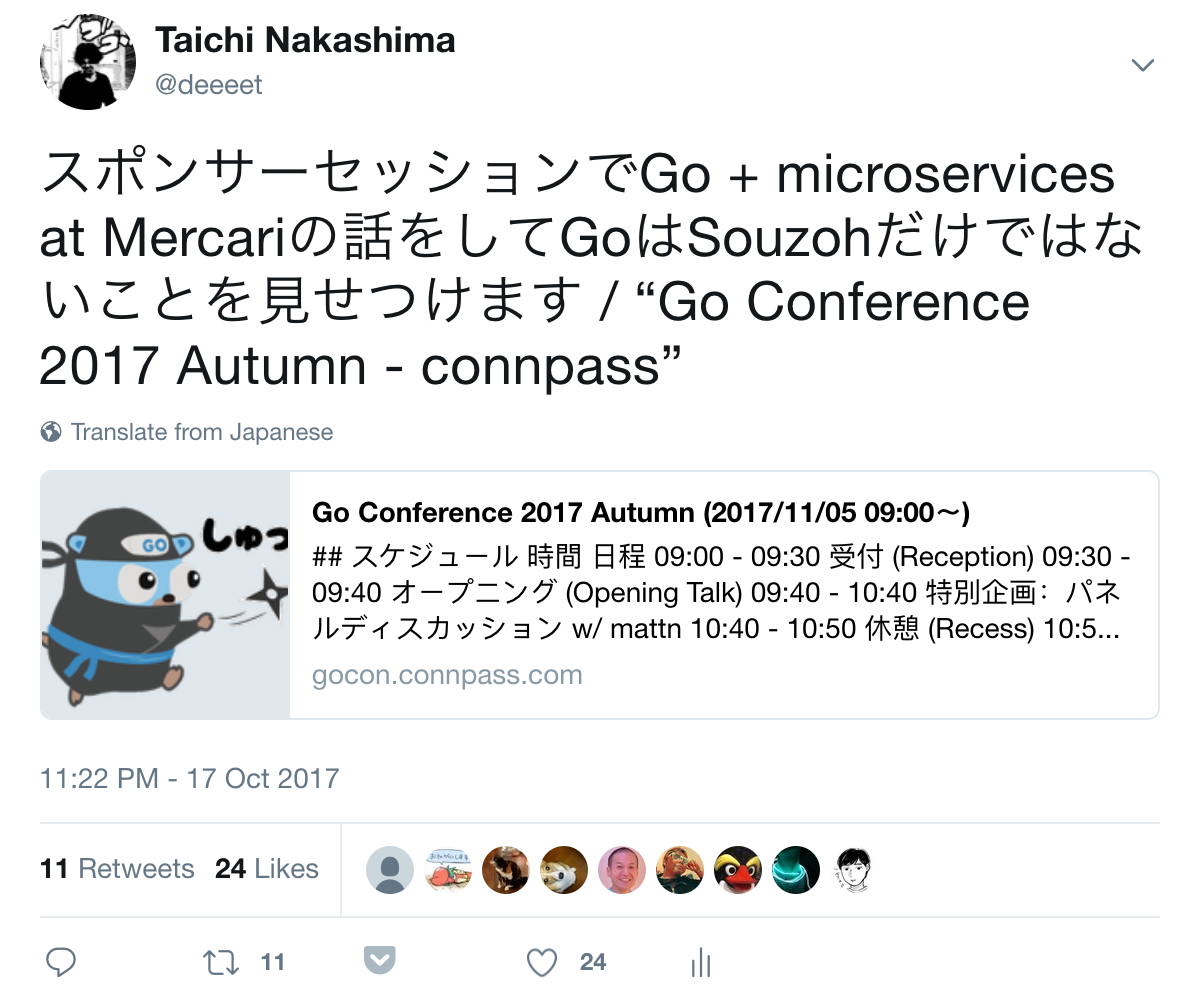 Taichi Nakashima
@deeeet
スポンサーセッションでGo + microservices
at Mercariの話をしてGoはSouzohだけではな
いことを見せつけます / “Go Conference
2017 Autumn - connpass”
Translate from Japanese
GO
しゅっ
Go Conference 2017 Autumn (2017/11/05 09:00〜)
## スケジュール 時間 日程 09:00 - 09:30 受付 (Reception) 09:30 -
09:40 オープニング (Opening Talk) 09:40 - 10:40 特別企画：パネ
ルディスカッション w/ mattn 10:40 - 10:50 休憩 (Recess) 10:5...
gocon.connpass.com
11:22 PM - 17 Oct 2017
11 Retweets 24 Likes
11 24